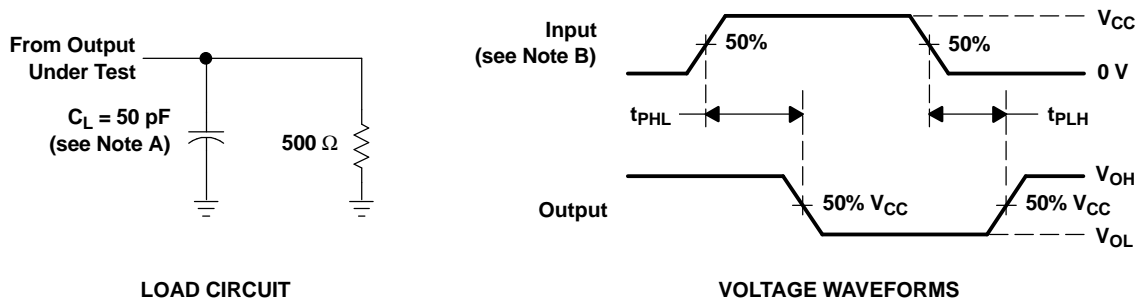 From Output
Under Test
C_L = 50 pF
(see Note A)
500 Ω
LOAD CIRCUIT
Input
(see Note B)
50%
50%
V_CC
0 V
t_PHL
t_PLH
Output
50% V_CC
50% V_CC
V_OH
V_OL
VOLTAGE WAVEFORMS